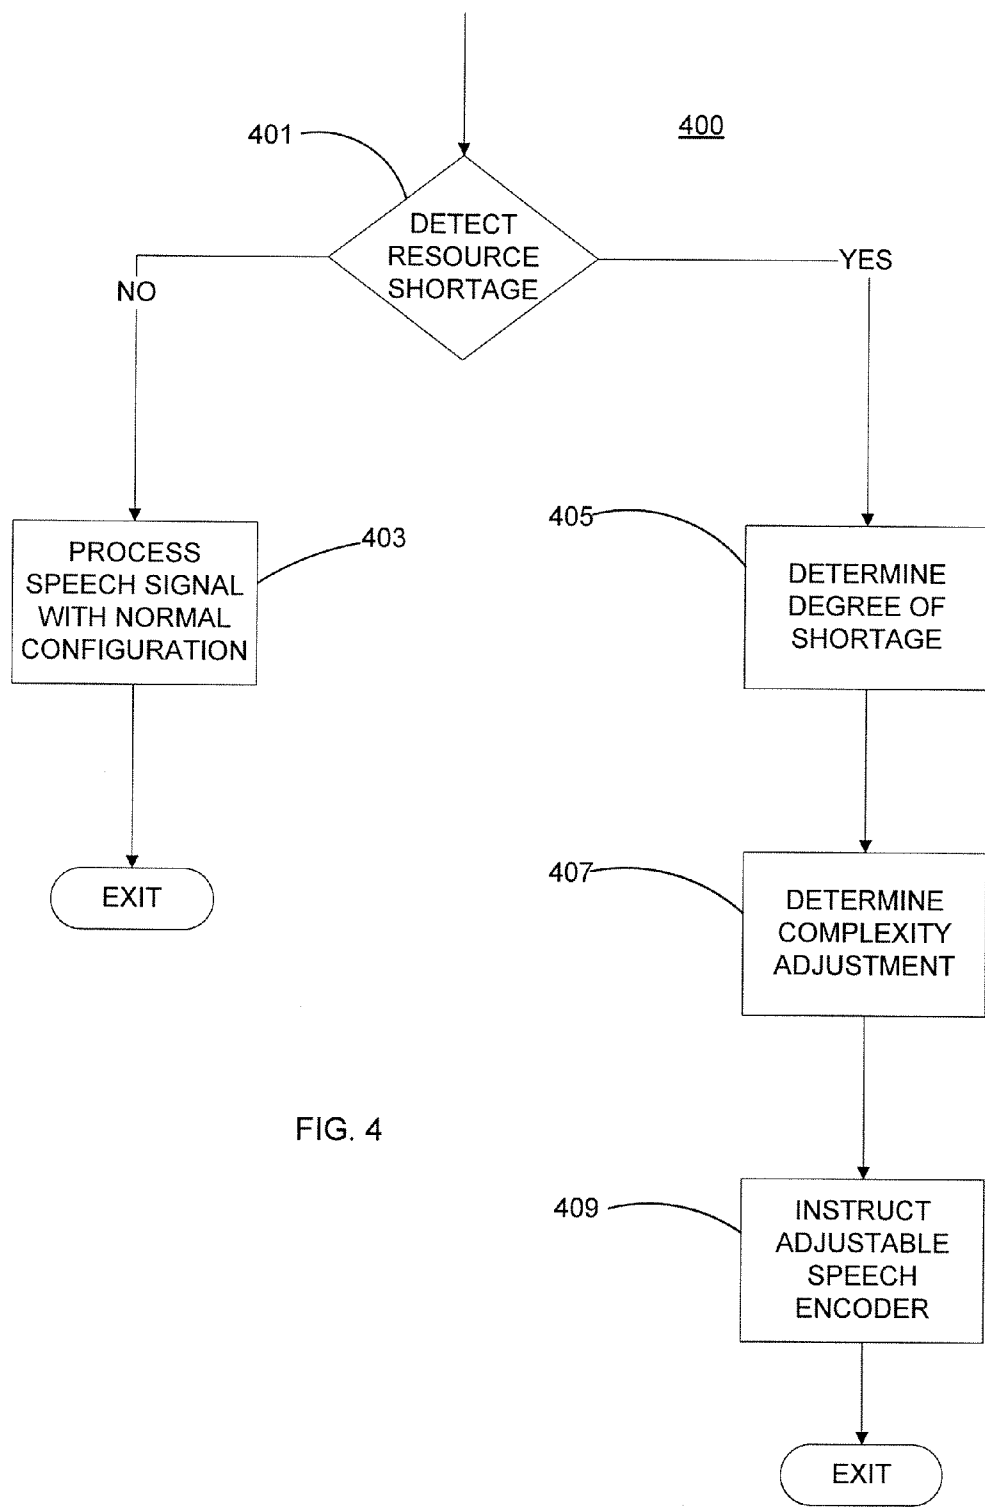 400
401
DETECT
RESOURCE
SHORTAGE
NO
YES
403
PROCESS
SPEECH SIGNAL
WITH NORMAL
CONFIGURATION
EXIT
405
DETERMINE
DEGREE OF
SHORTAGE
407
DETERMINE
COMPLEXITY
ADJUSTMENT
FIG. 4
409
INSTRUCT
ADJUSTABLE
SPEECH
ENCODER
EXIT